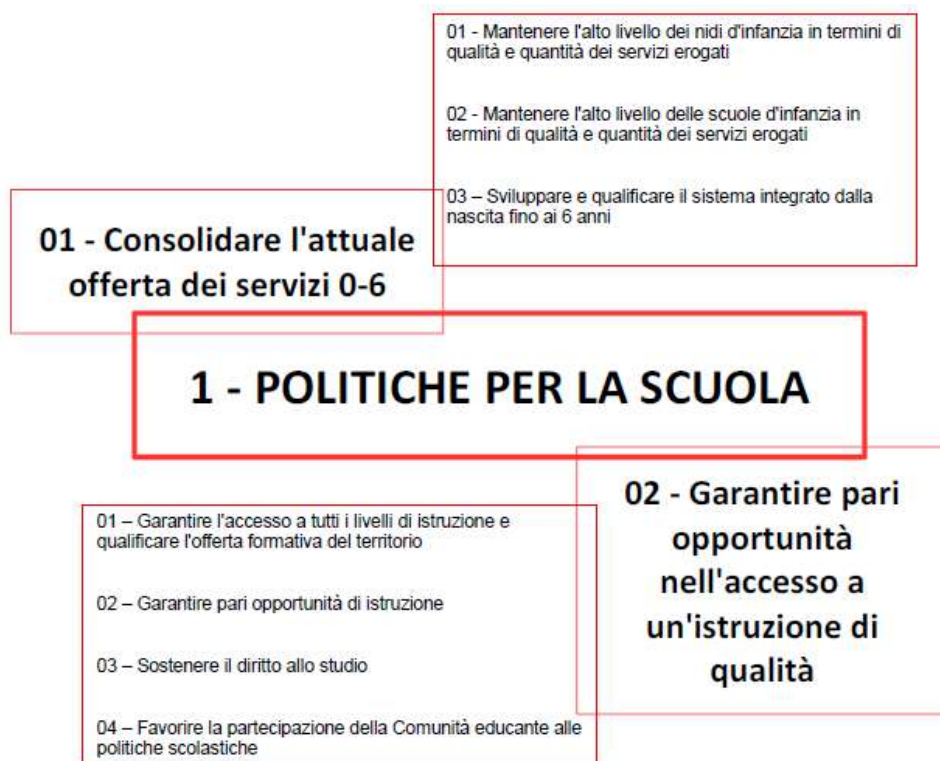 01 - Mantenere l'alto livello dei nidi d'infanzia in termini di
qualità e quantità dei servizi erogati
02 - Mantenere l'alto livello delle scuole d'infanzia in
termini di qualità e quantità dei servizi erogati
03 – Sviluppare e qualificare il sistema integrato dalla
nascita fino ai 6 anni
01 - Consolidare l'attuale
offerta dei servizi 0-6
1 - POLITICHE PER LA SCUOLA
02 - Garantire pari
opportunità
nell'accesso a
un'istruzione di
qualità
01 – Garantire l'accesso a tutti i livelli di istruzione e
qualificare l'offerta formativa del territorio
02 – Garantire pari opportunità di istruzione
03 – Sostenere il diritto allo studio
04 – Favorire la partecipazione della Comunità educante alle
politiche scolastiche